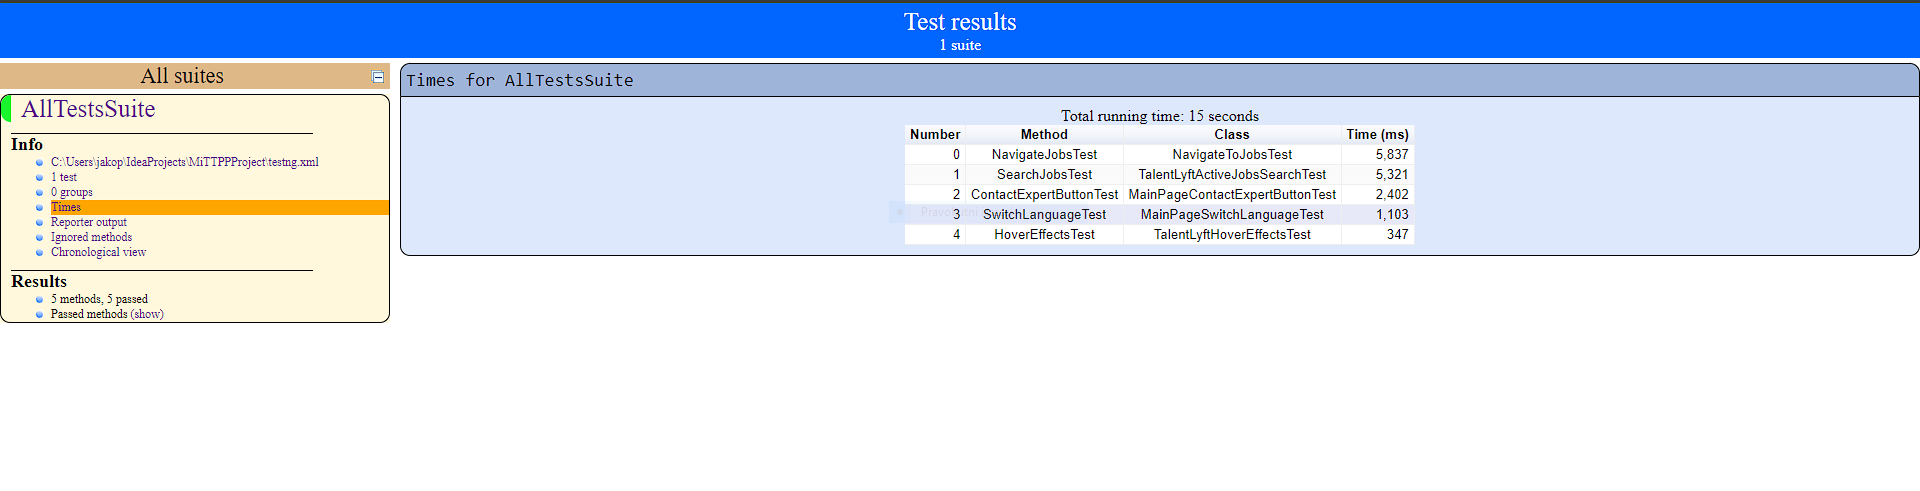 Test results
1 suite
All suites
AllTestsSuite
Info
C:\Users\jakop\IdeaProjects\MiTTPPProject\testng.xml
1 test
0 groups
Times
Reporter output
Ignored methods
Chronological view
Results
5 methods, 5 passed
Passed methods (show)
Times for AllTestsSuite
Total running time: 15 seconds
Number Method Class Time (ms)
0 NavigateJobsTest NavigateToJobsTest 5,837
1 SearchJobsTest TalentLyftActiveJobsSearchTest 5,321
2 ContactExpertButtonTest MainPageContactExpertButtonTest 2,402
3 SwitchLanguageTest MainPageSwitchLanguageTest 1,103
4 HoverEffectsTest TalentLyftHoverEffectsTest 347